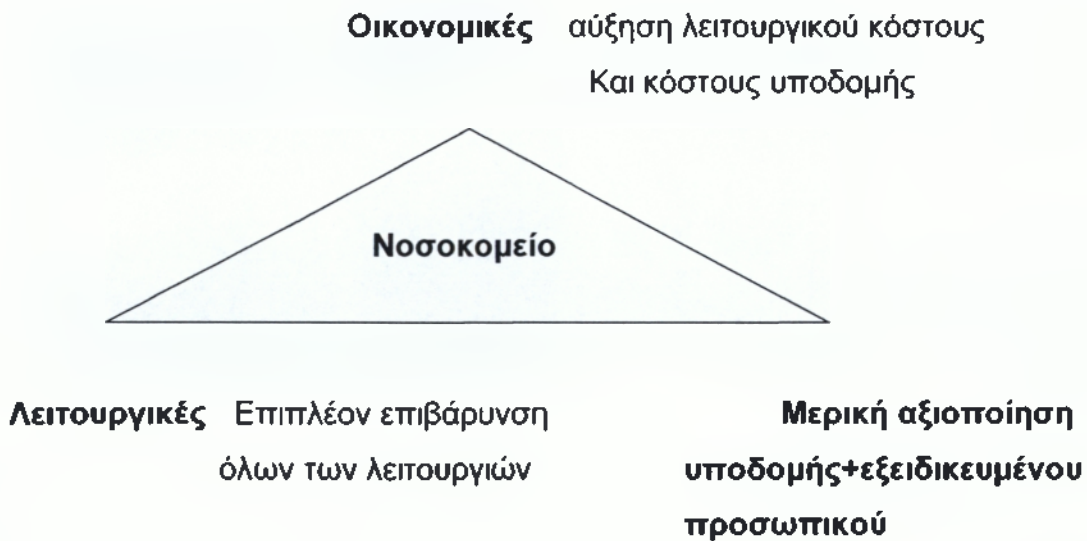 Οικονομικές αύξηση λειτουργικού κόστους
Και κόστους υποδομής
Νοσοκομείο
Λειτουργικές Επιπλέον επιβάρυνση
όλων των λειτουργιών
Μερική αξιοποίηση
υποδομής+εξειδικευμένου
προσωπικού